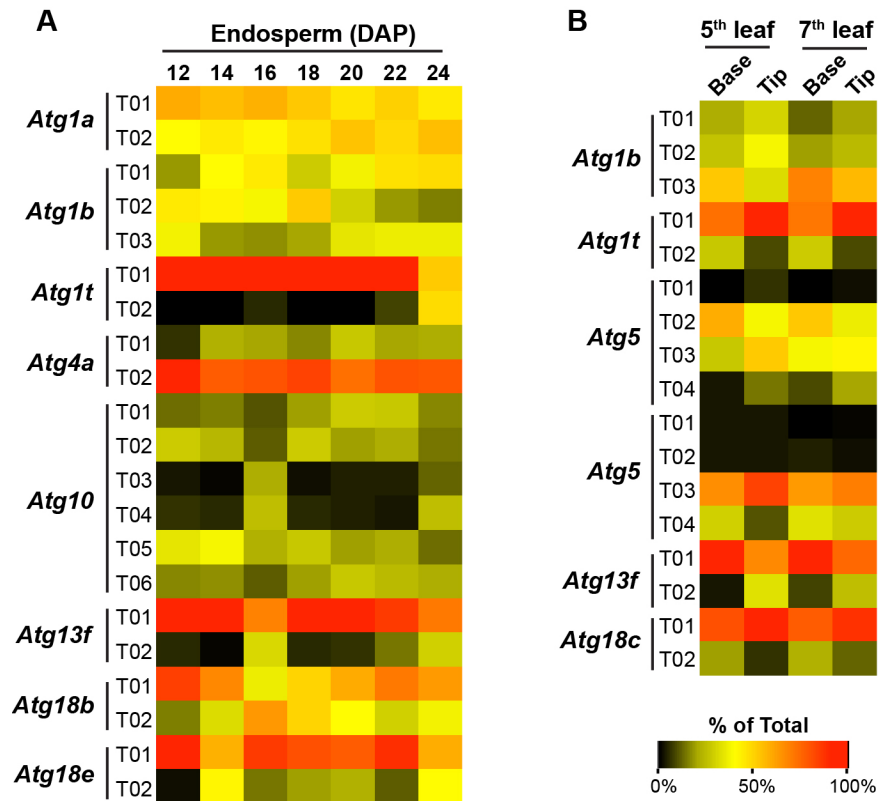 A
Endosperm (DAP)
12 14 16 18 20 22 24
Atg1a
T01
T02
Atg1b
T01
T02
T03
Atg1t
T01
T02
Atg4a
T01
T02
Atg10
T01
T02
T03
T04
T05
T06
Atg13f
T01
T02
Atg18b
T01
T02
Atg18e
T01
T02
B
5th leaf 7th leaf
Base Tip Base Tip
Atg1b
T01
T02
T03
Atg1t
T01
T02
Atg5
T01
T02
T03
T04
Atg5
T01
T02
T03
T04
Atg13f
T01
T02
Atg18c
T01
T02
% of Total
0% 50% 100%